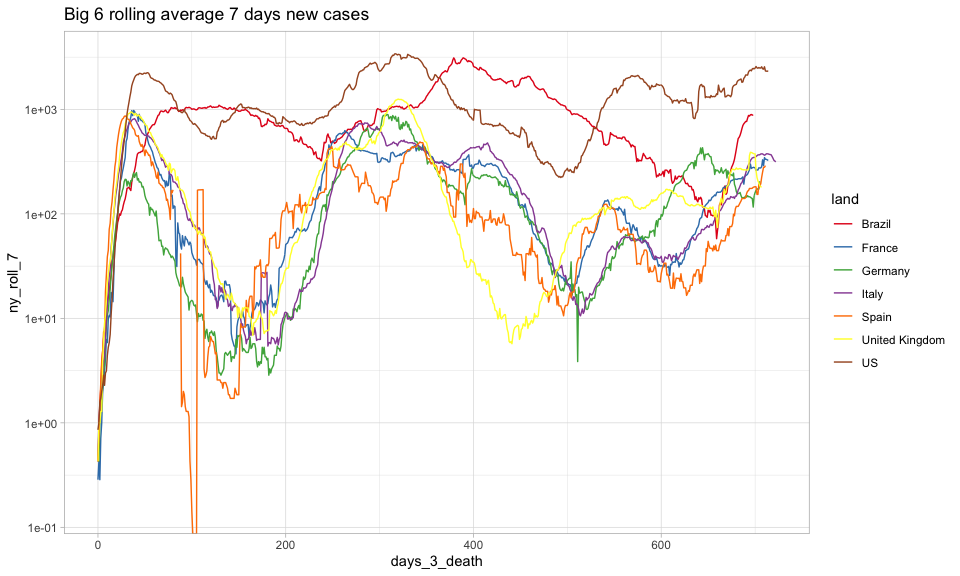 Big 6 rolling average 7 days new cases
ny_roll_7
1e+03
1e+02
1e+01
1e+00
1e-01
0
200
400
600
days_3_death
land
Brazil
France
Germany
Italy
Spain
United Kingdom
US